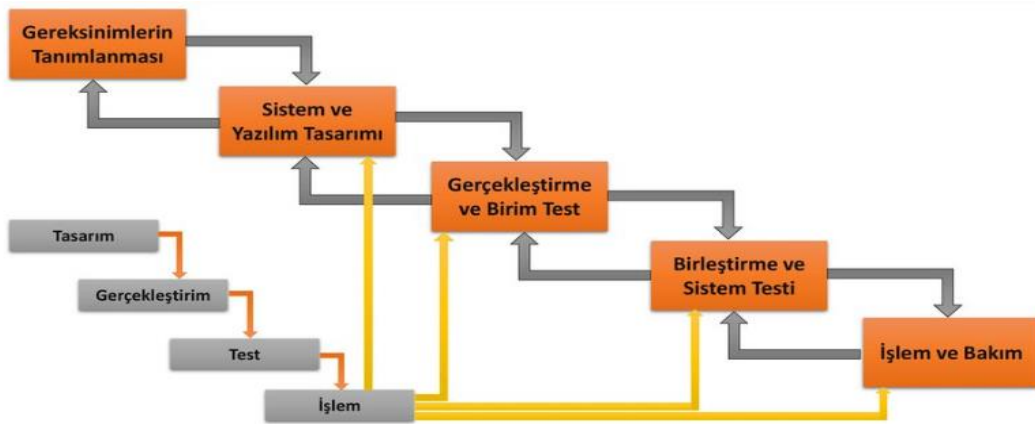 Gereksinimlerin
Tanımlanması
Sistem ve
Yazılım Tasarımı
Gerçekleştirme
ve Birim Test
Birleştirme ve
Sistem Testi
İşlem ve Bakım
Tasarım
Gerçekleştirim
Test
İşlem